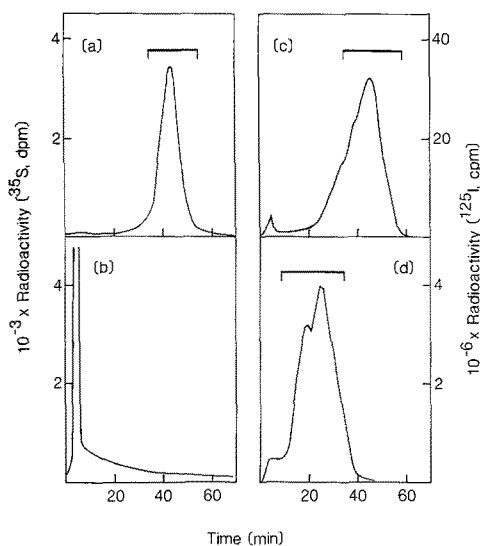 (a)
(c)
4
2
40
20
(b)
(d)
4
2
4
2
20 40 60
20 40 60
10⁻³ x Radioactivity (³⁵S, dpm)
10⁻⁶ x Radioactivity (¹²⁵I, cpm)
Time (min)